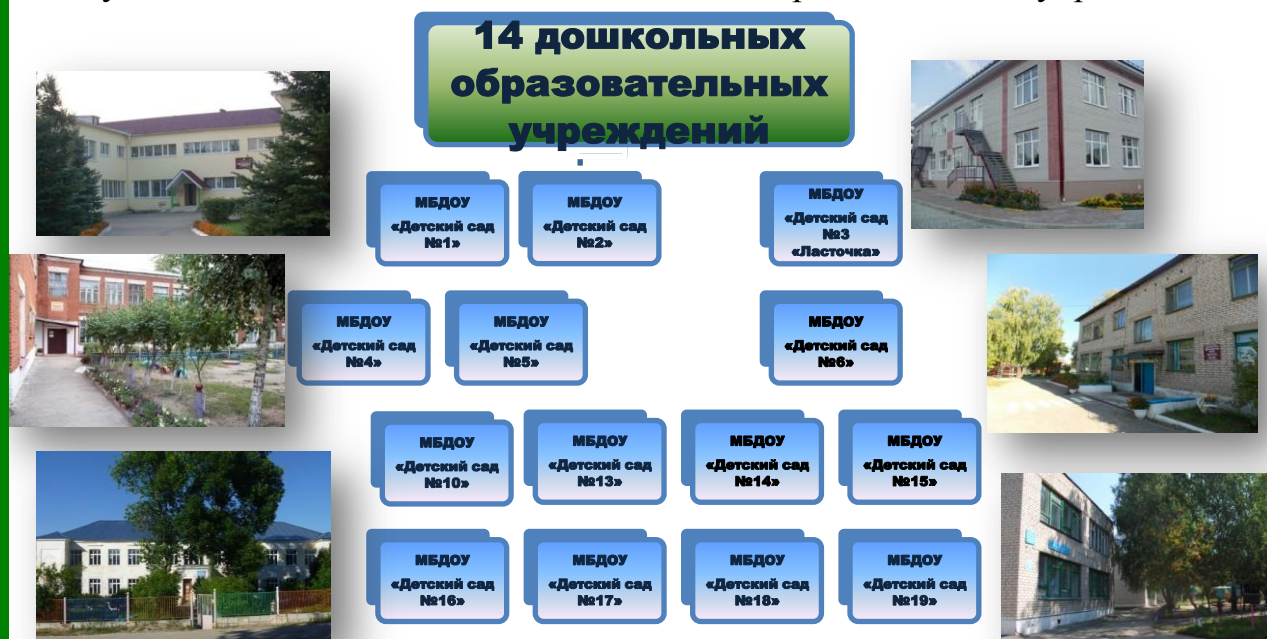 14 дошкольных
образовательных
учреждений
МБДОУ
«Детский сад
№1»
МБДОУ
«Детский сад
№2»
МБДОУ
«Детский сад
№3
«Ласточка»
МБДОУ
«Детский сад
№4»
МБДОУ
«Детский сад
№5»
МБДОУ
«Детский сад
№6»
МБДОУ
«Детский сад
№10»
МБДОУ
«Детский сад
№13»
МБДОУ
«Детский сад
№14»
МБДОУ
«Детский сад
№15»
МБДОУ
«Детский сад
№16»
МБДОУ
«Детский сад
№17»
МБДОУ
«Детский сад
№18»
МБДОУ
«Детский сад
№19»